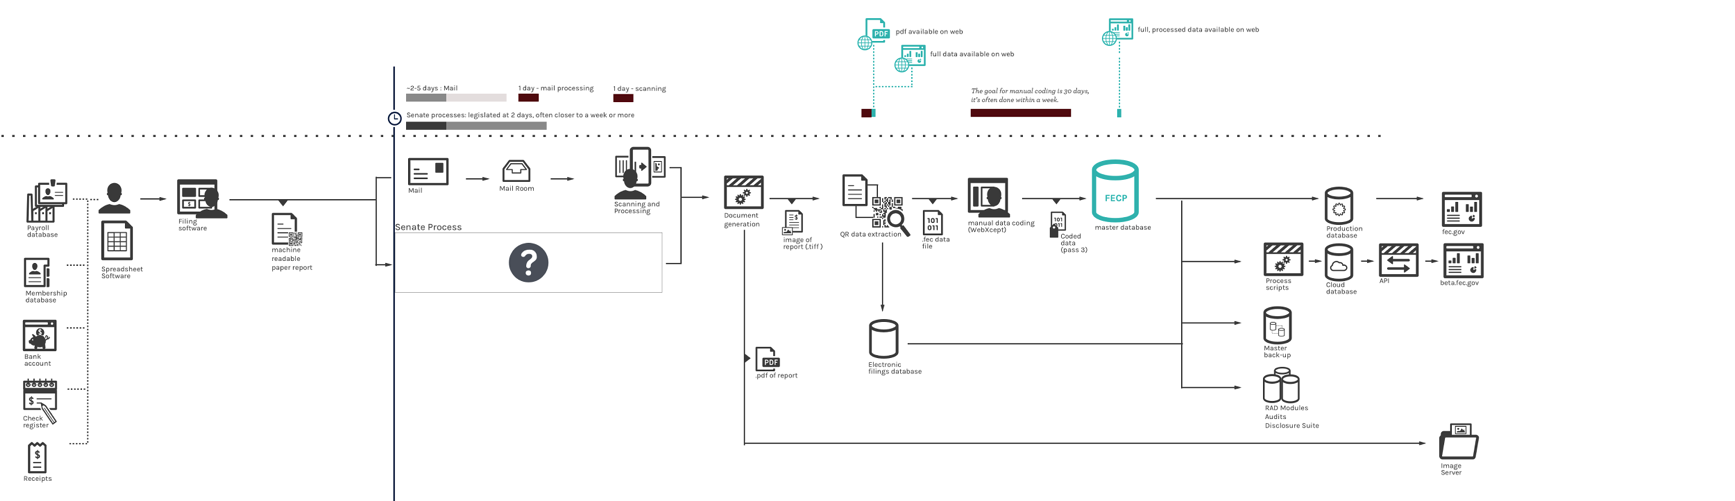 PDF
pdf available on web
full data available on web
full, processed data available on web
~2-5 days : Mail
1 day - mail processing
1 day - scanning
The goal for manual coding is 30 days,
it's often done within a week.
Senate processes: legislated at 2 days, often closer to a week or more
Payroll
database
Membership
database
Bank
account
Check
register
Receipts
Spreadsheet
Software
Filing
software
machine
readable
paper report
Mail
Mail Room
Scanning and
Processing
Senate Process
?
Document
generation
image of
report (.tiff)
PDF
.pdf of report
QR data extraction
101
011
.fec data
file
Electronic
filings database
manual data coding
(WebXcept)
101
011
Coded
data
(pass 3)
FECP
master database
Production
database
fec.gov
Process
scripts
Cloud
database
API
beta.fec.gov
Master
back-up
RAD Modules
Audits
Disclosure Suite
Image
Server